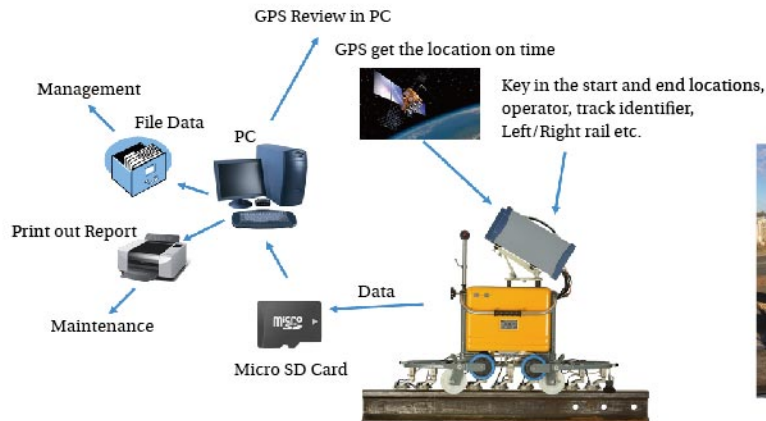 GPS Review in PC
GPS get the location on time
Key in the start and end locations,
operator, track identifier,
Left/Right rail etc.
Management
File Data
PC
Print out Report
Maintenance
Data
Micro
SD
Micro SD Card